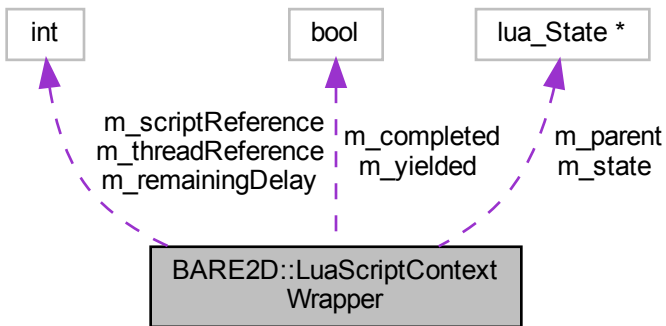 int
bool
lua_State *
m_scriptReference
m_threadReference
m_remainingDelay
m_completed
m_yielded
m_parent
m_state
BARE2D::LuaScriptContext
Wrapper